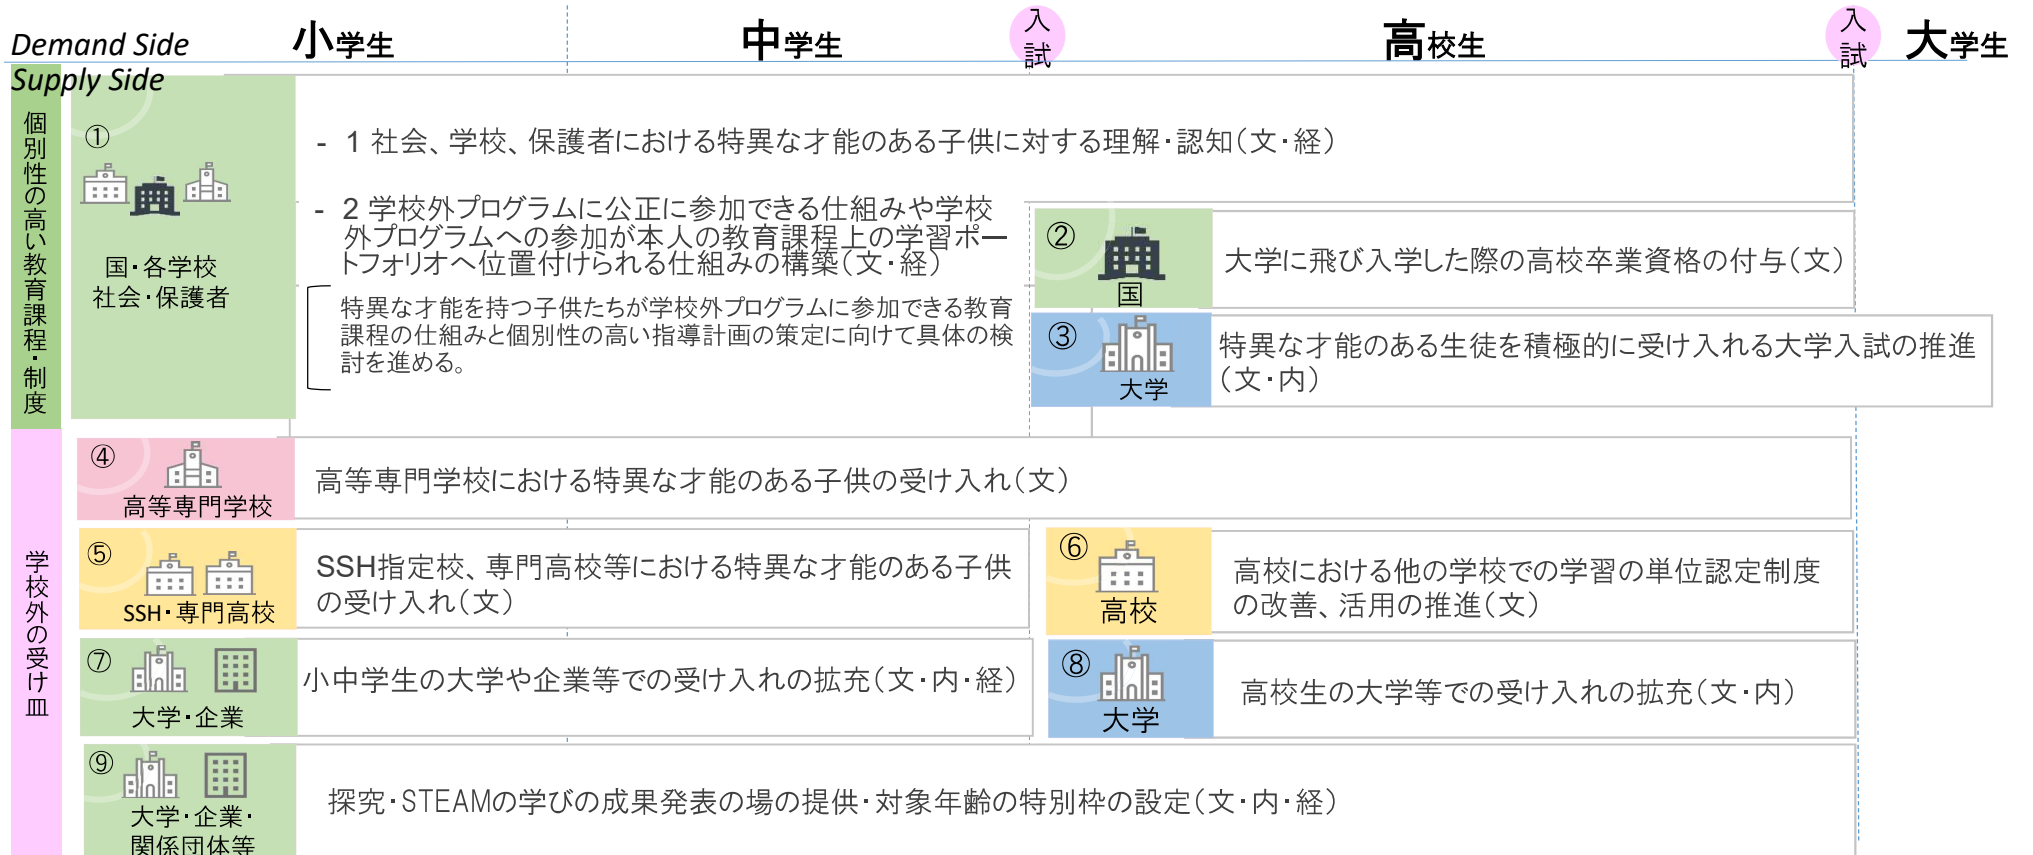 Demand Side
小学生
中学生
入試
高校生
入試
大学生
Supply Side
個別性の高い教育課程・制度
①
国・各学校
社会・保護者
- 1 社会、学校、保護者における特異な才能のある子供に対する理解・認知(文・経)
- 2 学校外プログラムに公正に参加できる仕組みや学校
外プログラムへの参加が本人の教育課程上の学習ポー
トフォリオへ位置付けられる仕組みの構築(文・経)
特異な才能を持つ子供たちが学校外プログラムに参加できる教育
課程の仕組みと個別性の高い指導計画の策定に向けて具体の検
討を進める。
②
国
大学に飛び入学した際の高校卒業資格の付与(文)
③
大学
特異な才能のある生徒を積極的に受け入れる大学入試の推進
(文・内)
学校外の受け皿
④
高等専門学校
高等専門学校における特異な才能のある子供の受け入れ(文)
⑤
SSH・専門高校
SSH指定校、専門高校等における特異な才能のある子供
の受け入れ(文)
⑥
高校
高校における他の学校での学習の単位認定制度
の改善、活用の推進(文)
⑦
大学・企業
小中学生の大学や企業等での受け入れの拡充(文・内・経)
⑧
大学
高校生の大学等での受け入れの拡充(文・内)
⑨
大学・企業・
関係団体等
探究・STEAMの学びの成果発表の場の提供・対象年齢の特別枠の設定(文・内・経)